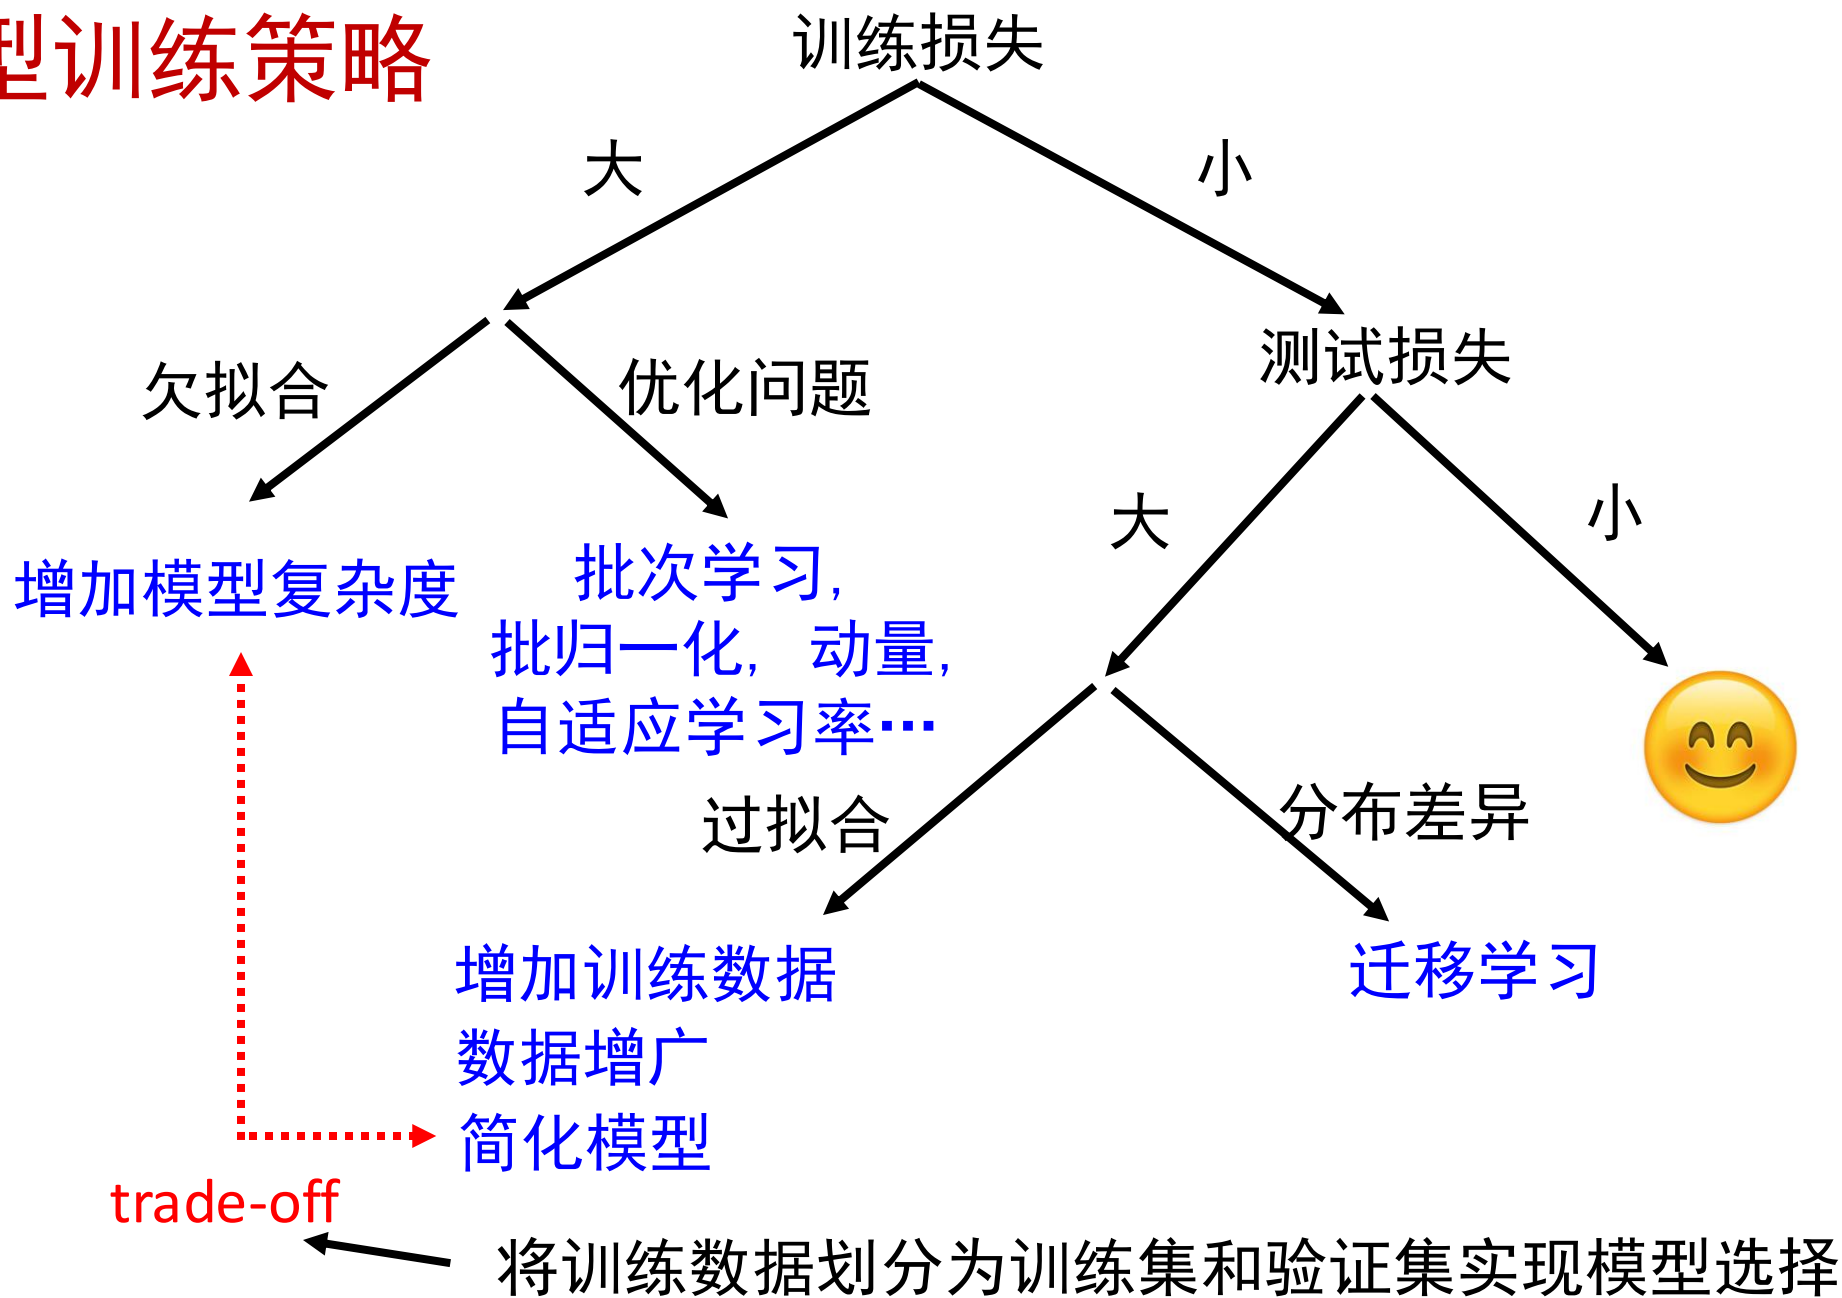 型训练策略
训练损失
大
小
欠拟合
优化问题
测试损失
增加模型复杂度
批次学习,
批归一化, 动量,
自适应学习率…
大
小
过拟合
分布差异
增加训练数据
数据增广
简化模型
迁移学习
trade-off
将训练数据划分为训练集和验证集实现模型选择